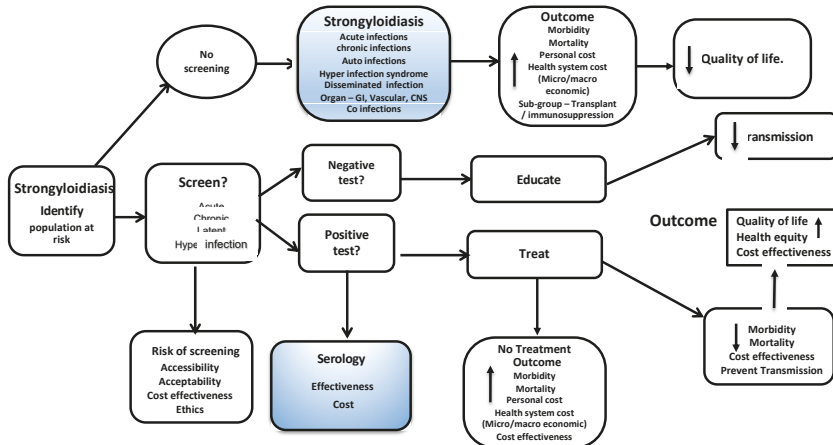 No
screening
Strongyloidiasis
Acute infections
chronic infections
Auto infections
Hyper infection syndrome
Disseminated infection
Organ – GI, Vascular, CNS
Co infections
Outcome
Morbidity
Mortality
Personal cost
Health system cost
(Micro/macro
economic)
Sub-group – Transplant
/ immunosuppression
Quality of life.
ransmission
Strongyloidiasis
Identify
population at
risk
Screen?
Acute
Chronic
Latent
Hype infection
Negative
test?
Educate
Positive
test?
Treat
Outcome
Quality of life
Health equity
Cost effectiveness
Morbidity
Mortality
Cost effectiveness
Prevent Transmission
Risk of screening
Accessibility
Acceptability
Cost effectiveness
Ethics
Serology
Effectiveness
Cost
No Treatment
Outcome
Morbidity
Mortality
Personal cost
Health system cost
(Micro/macro economic)
Cost effectiveness